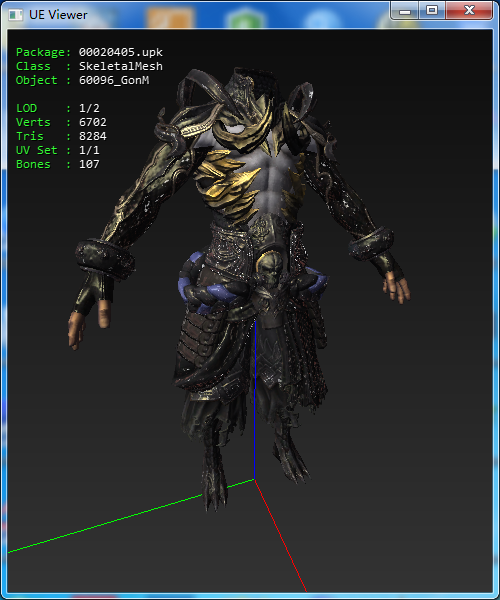 UE Viewer
Package: 00020405.upk
Class : SkeletalMesh
Object : 60096_GonM
LOD : 1/2
Verts : 6702
Tris : 8284
UV Set : 1/1
Bones : 107